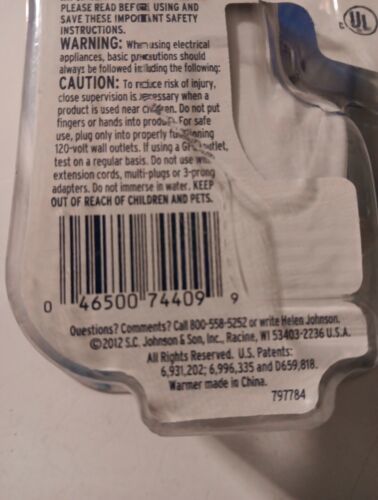 PLEASE READ BEFORE USING AND
SAVE THESE IMPORTANT SAFETY
INSTRUCTIONS.
WARNING: When using electrical
appliances, basic precautions should
always be followed including the following:
CAUTION: To reduce risk of injury,
close supervision is necessary when a
product is used near children. Do not put
fingers or hands into product. For safe
use, plug only into properly functioning
120-volt wall outlets. If using a GFI outlet,
test on a regular basis. Do not use with
extension cords, multi-plugs or 3-prong
adapters. Do not immerse in water. KEEP
OUT OF REACH OF CHILDREN AND PETS.
C UL
0 46500 74409 9
Questions? Comments? Call 800-558-5252 or write Helen Johnson.
©2012 S.C. Johnson & Son, Inc., Racine, WI 53403-2236 U.S.A.
All Rights Reserved. U.S. Patents:
6,931,202; 6,996,335 and D659,818.
Warmer made in China.
797784